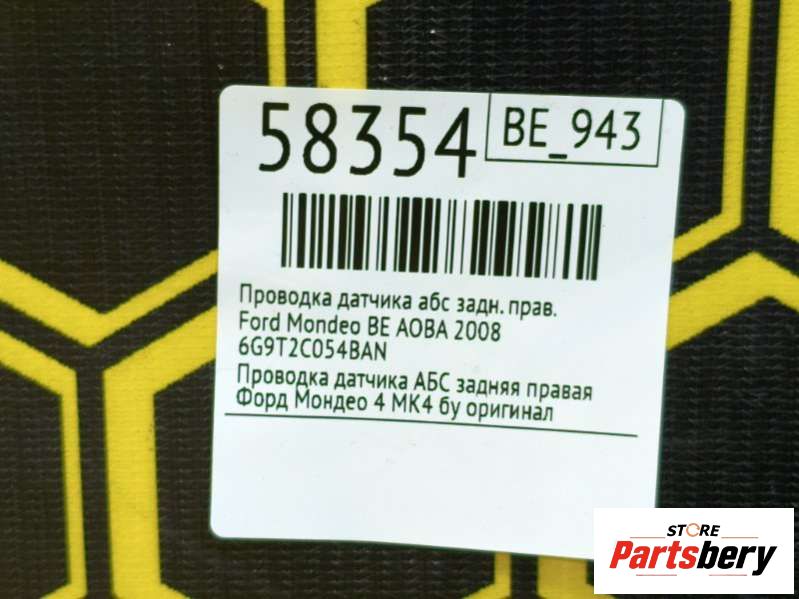 58354 BE_943
Проводка датчика абс задн. прав.
Ford Mondeo BE AOBA 2008
6G9T2C054BAN
Проводка датчика АБС задняя правая
Форд Мондео 4 МК4 бу оригинал
STORE
Partsbery